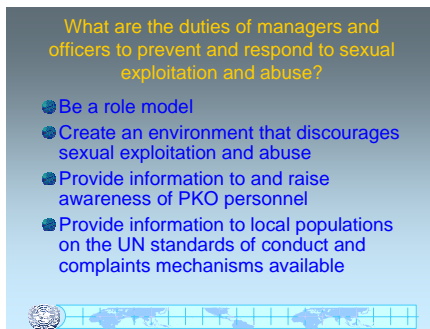 What are the duties of managers and
officers to prevent and respond to sexual
exploitation and abuse?
Be a role model
Create an environment that discourages
sexual exploitation and abuse
Provide information to and raise
awareness of PKO personnel
Provide information to local populations
on the UN standards of conduct and
complaints mechanisms available